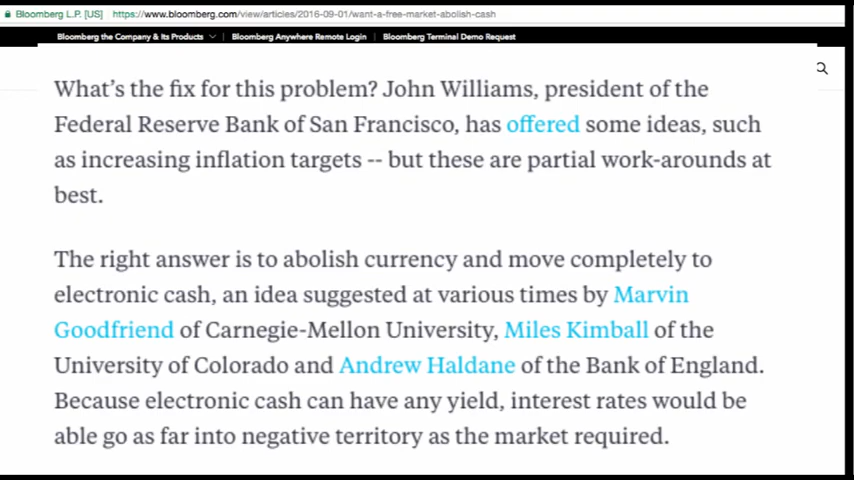 Bloomberg L.P. [US] https://www.bloomberg.com/view/articles/2016-09-01/want-a-free-market-abolish-cash
Bloomberg the Company & Its Products Bloomberg Anywhere Remote Login Bloomberg Terminal Demo Request
What's the fix for this problem? John Williams, president of the
Federal Reserve Bank of San Francisco, has offered some ideas, such
as increasing inflation targets -- but these are partial work-arounds at
best.
The right answer is to abolish currency and move completely to
electronic cash, an idea suggested at various times by Marvin
Goodfriend of Carnegie-Mellon University, Miles Kimball of the
University of Colorado and Andrew Haldane of the Bank of England.
Because electronic cash can have any yield, interest rates would be
able go as far into negative territory as the market required.